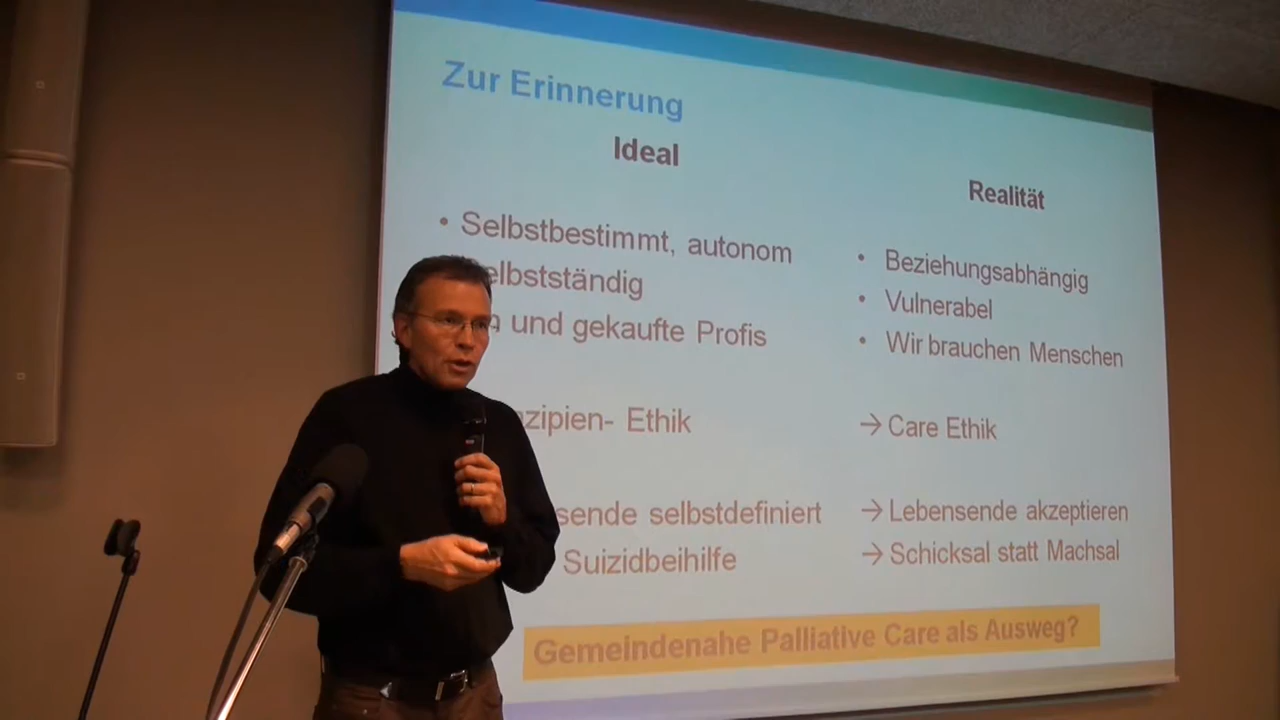 Zur Erinnerung
Ideal
• Selbstbestimmt, autonom
elbstständig
und gekaufte Profis
nzipien- Ethik
sende selbstdefiniert
Suizidbeihilfe
Realität
• Beziehungsabhängig
• Vulnerabel
• Wir brauchen Menschen
→ Care Ethik
→ Lebensende akzeptieren
→ Schicksal statt Machsal
Gemeindenahe Palliative Care als Ausweg?